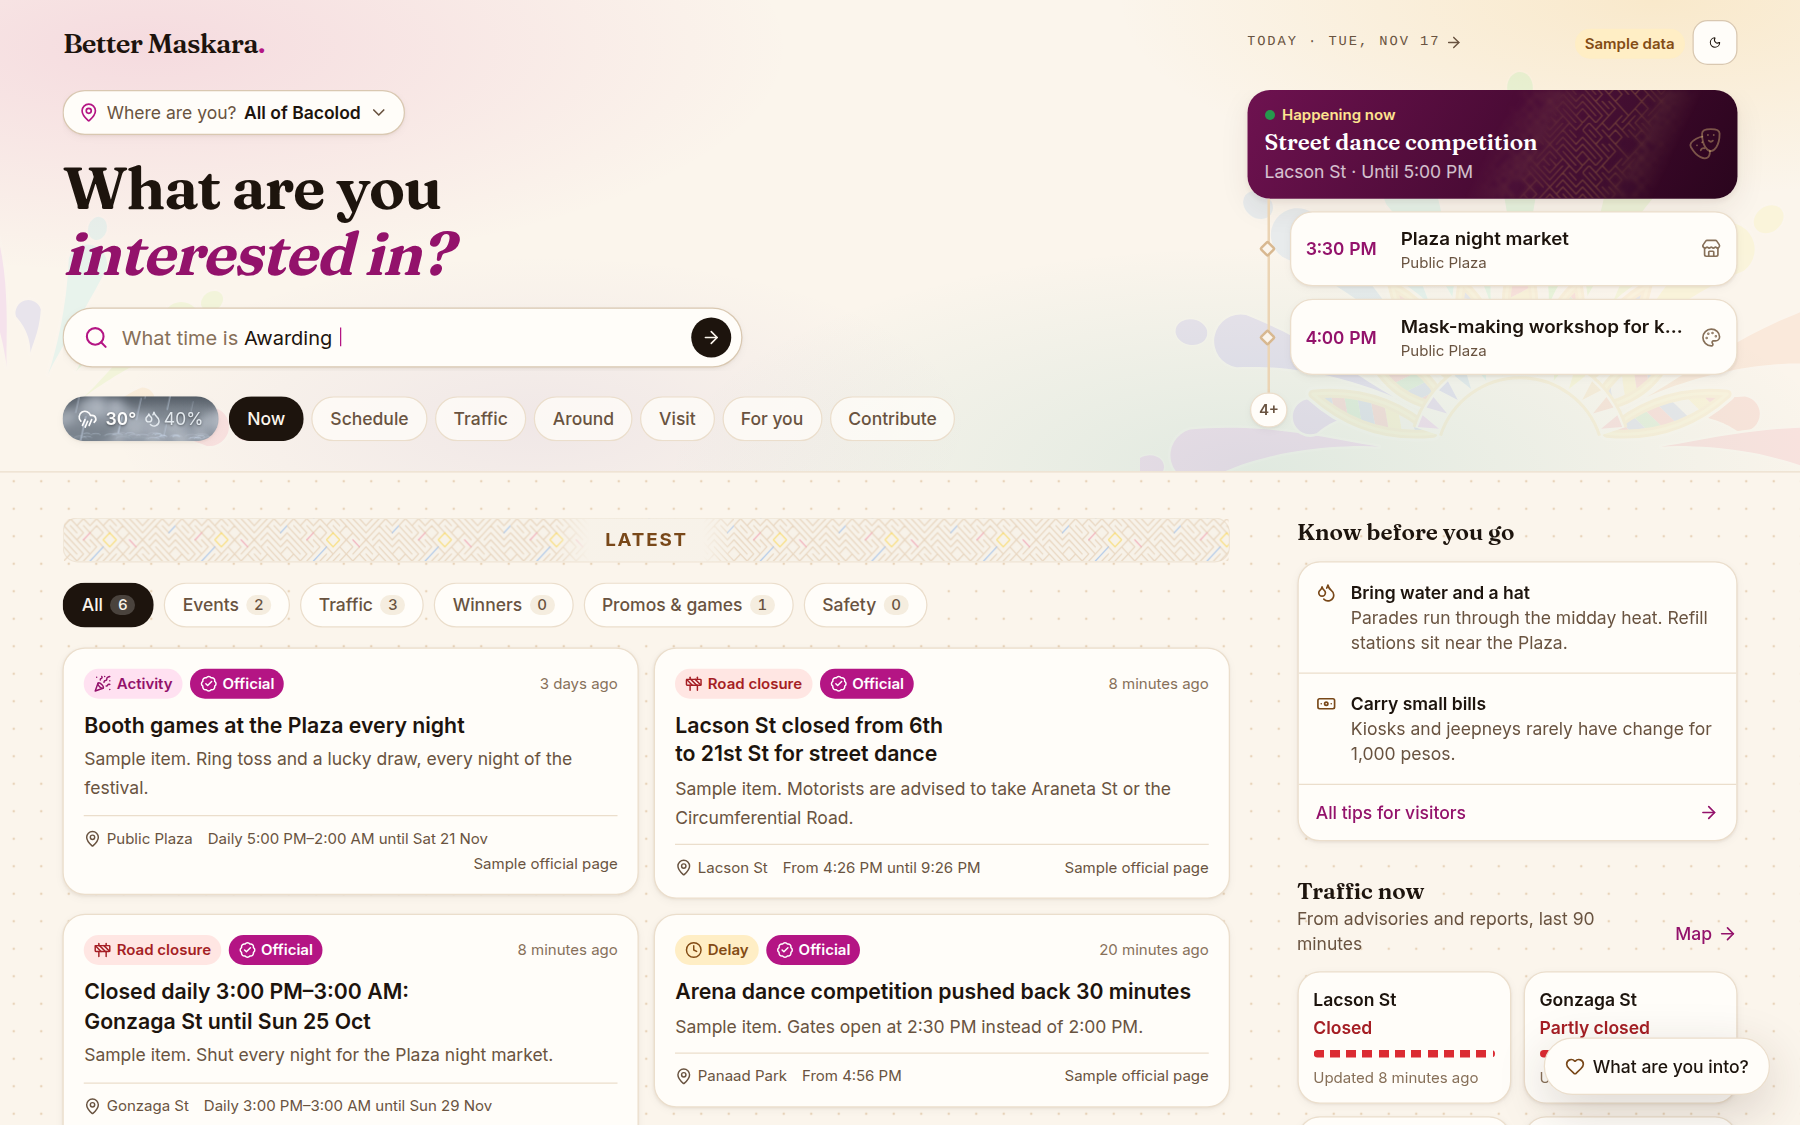 Better Maskara.
TODAY · TUE, NOV 17
Sample data
Where are you? All of Bacolod
What are you
interested in?
What time is Awarding
30° 40%
Now
Schedule
Traffic
Around
Visit
For you
Contribute
Happening now
Street dance competition
Lacson St · Until 5:00 PM
3:30 PM
Plaza night market
Public Plaza
4:00 PM
Mask-making workshop for k...
Public Plaza
4+
LATEST
All 6
Events 2
Traffic 3
Winners 0
Promos & games 1
Safety 0
Activity
Official
3 days ago
Booth games at the Plaza every night
Sample item. Ring toss and a lucky draw, every night of the
festival.
Public Plaza Daily 5:00 PM–2:00 AM until Sat 21 Nov
Sample official page
Road closure
Official
8 minutes ago
Lacson St closed from 6th
to 21st St for street dance
Sample item. Motorists are advised to take Araneta St or the
Circumferential Road.
Lacson St From 4:26 PM until 9:26 PM
Sample official page
Road closure
Official
8 minutes ago
Closed daily 3:00 PM–3:00 AM:
Gonzaga St until Sun 25 Oct
Sample item. Shut every night for the Plaza night market.
Gonzaga St Daily 3:00 PM–3:00 AM until Sun 29 Nov
Delay
Official
20 minutes ago
Arena dance competition pushed back 30 minutes
Sample item. Gates open at 2:30 PM instead of 2:00 PM.
Panaad Park From 4:56 PM
Sample official page
Know before you go
Bring water and a hat
Parades run through the midday heat. Refill
stations sit near the Plaza.
Carry small bills
Kiosks and jeepneys rarely have change for
1,000 pesos.
All tips for visitors
Traffic now
From advisories and reports, last 90
minutes
Map
Lacson St
Closed
Updated 8 minutes ago
Gonzaga St
Partly closed
What are you into?